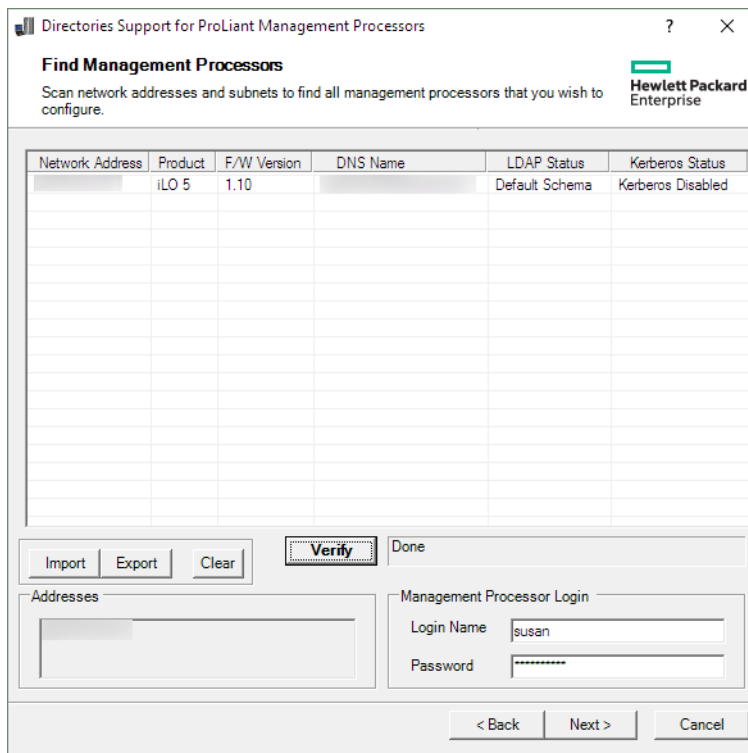 Directories Support for ProLiant Management Processors
Find Management Processors
Scan network addresses and subnets to find all management processors that you wish to
configure.
Hewlett Packard
Enterprise
Network Address Product F/W Version DNS Name LDAP Status Kerberos Status
iLO 5 1.10 Default Schema Kerberos Disabled
Import Export Clear Verify Done
Addresses
Management Processor Login
Login Name susan
Password **********
< Back Next > Cancel